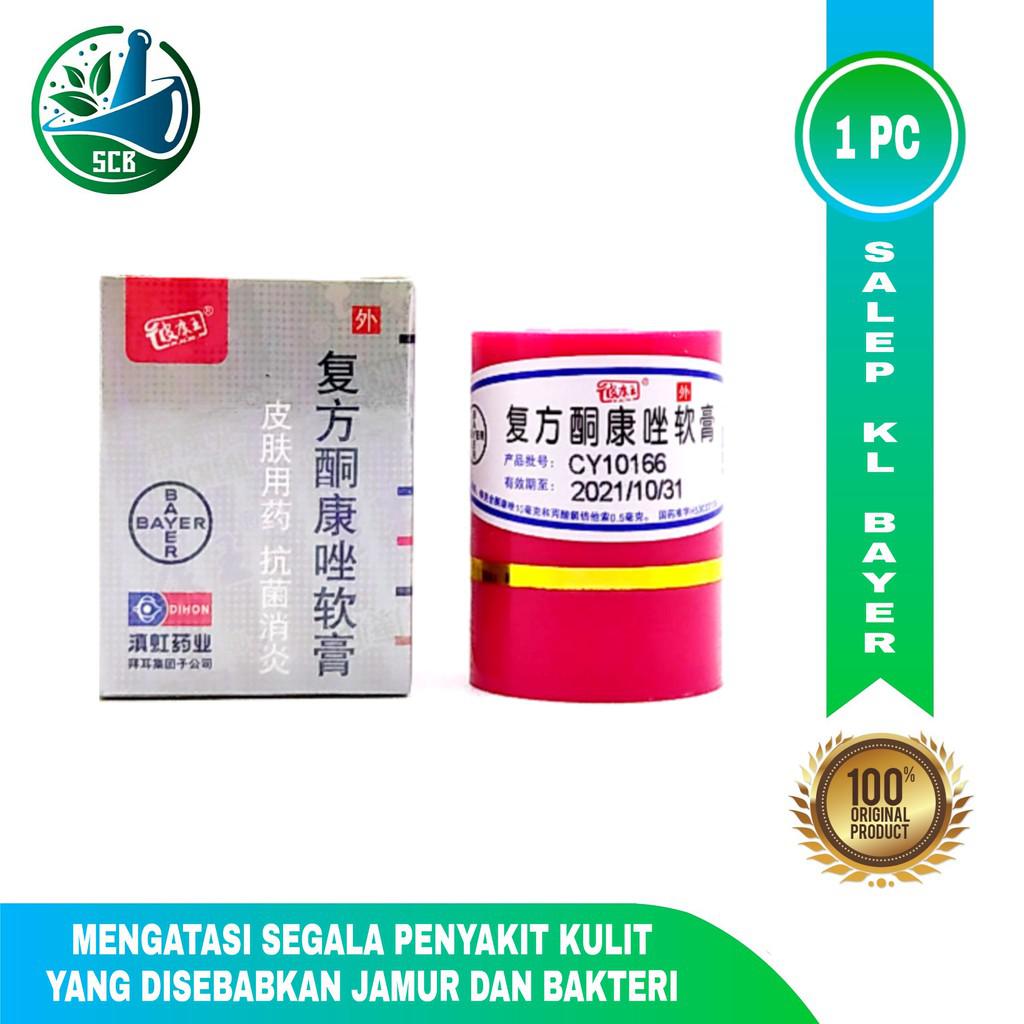 SCB
1 PC
SALEP KL BAYER
外
复方酮康唑软膏
皮肤用药 抗菌消炎
BAYER
BAYER
DIHON
滇虹药业
拜耳集团子公司
®
外
复方酮康唑软膏
产品批号: CY10166
有效期至: 2021/10/31
100%
ORIGINAL
PRODUCT
MENGATASI SEGALA PENYAKIT KULIT
YANG DISEBABKAN JAMUR DAN BAKTERI